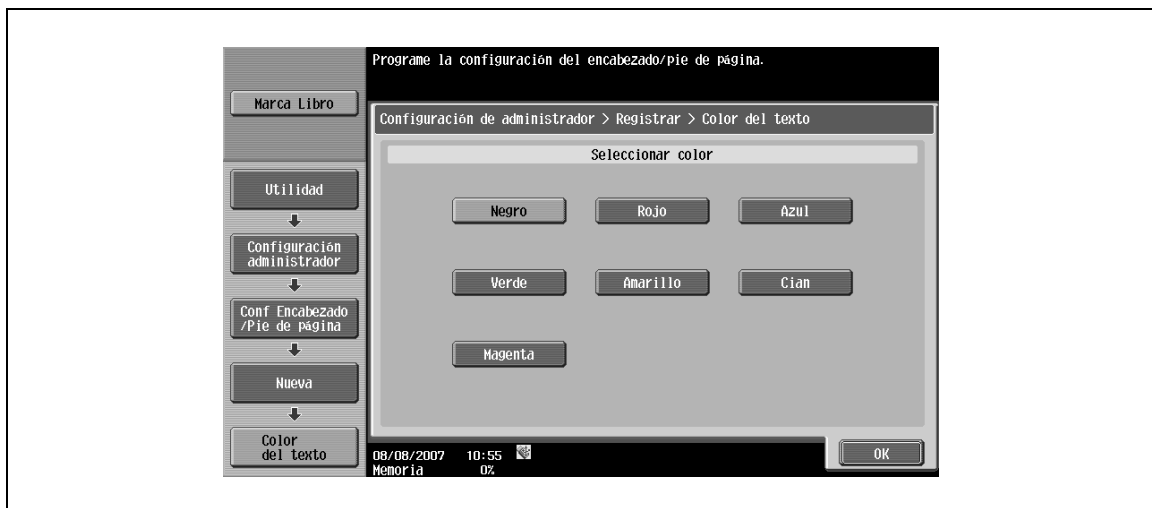 Programe la configuración del encabezado/pie de página.
Marca Libro
Configuración de administrador > Registrar > Color del texto
Seleccionar color
Utilidad
Negro
Rojo
Azul
Configuración
administrador
Verde
Amarillo
Cian
Conf Encabezado
/Pie de página
Magenta
Nueva
Color
del texto
08/08/2007 10:55
Memoria 0%
OK